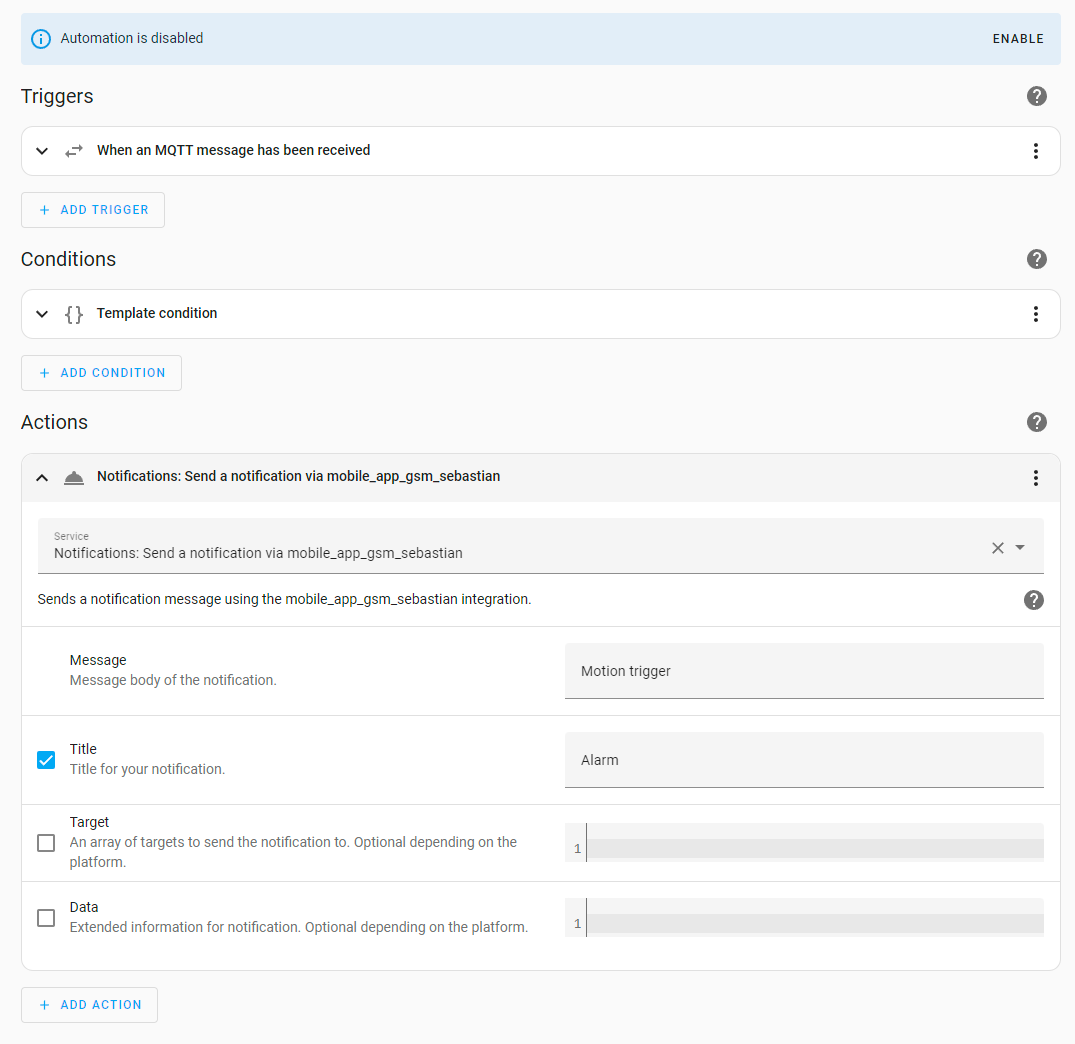 Automation is disabled
ENABLE
Triggers
When an MQTT message has been received
+ ADD TRIGGER
Conditions
{} Template condition
+ ADD CONDITION
Actions
Notifications: Send a notification via mobile_app_gsm_sebastian
Service
Notifications: Send a notification via mobile_app_gsm_sebastian
Sends a notification message using the mobile_app_gsm_sebastian integration.
Message
Message body of the notification.
Motion trigger
Title
Title for your notification.
Alarm
Target
An array of targets to send the notification to. Optional depending on the
platform.
1
Data
Extended information for notification. Optional depending on the platform.
1
+ ADD ACTION